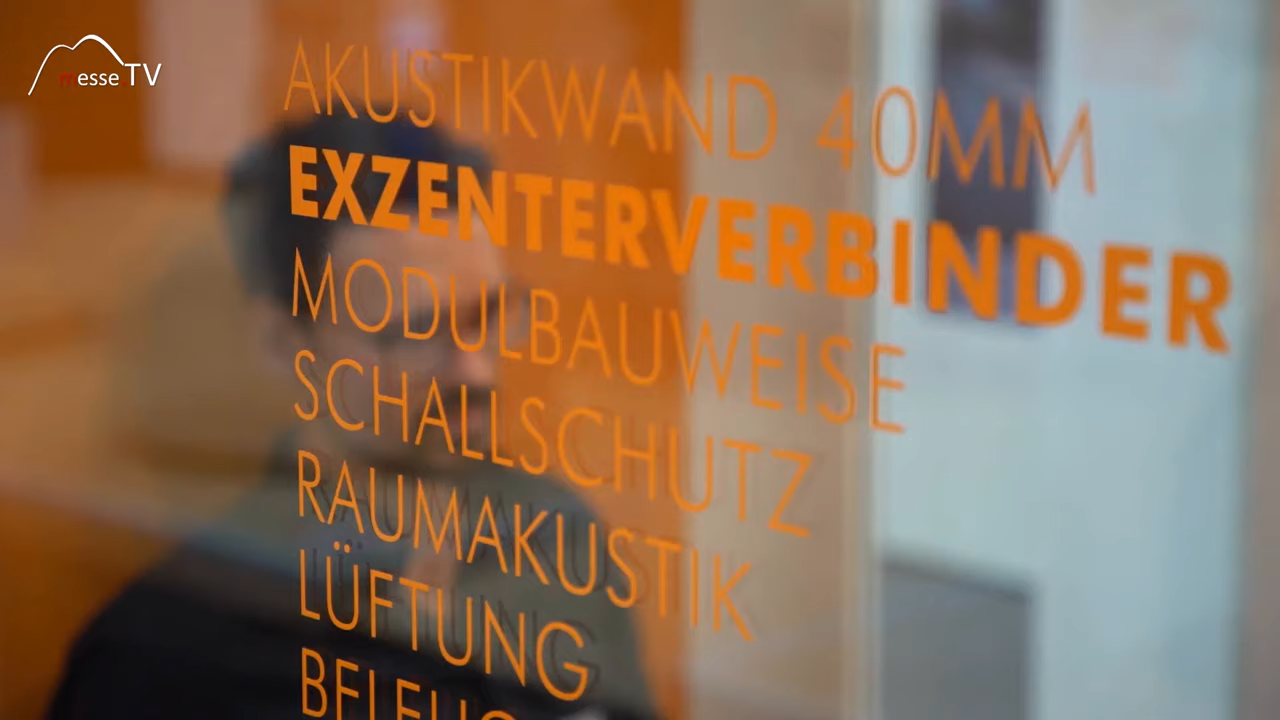 messe TV
AKUSTIKWAND 40MM
EXZENTERVERBINDER
MODULBAUWEISE
SCHALLSCHUTZ
RAUMAKUSTIK
LÜFTUNG